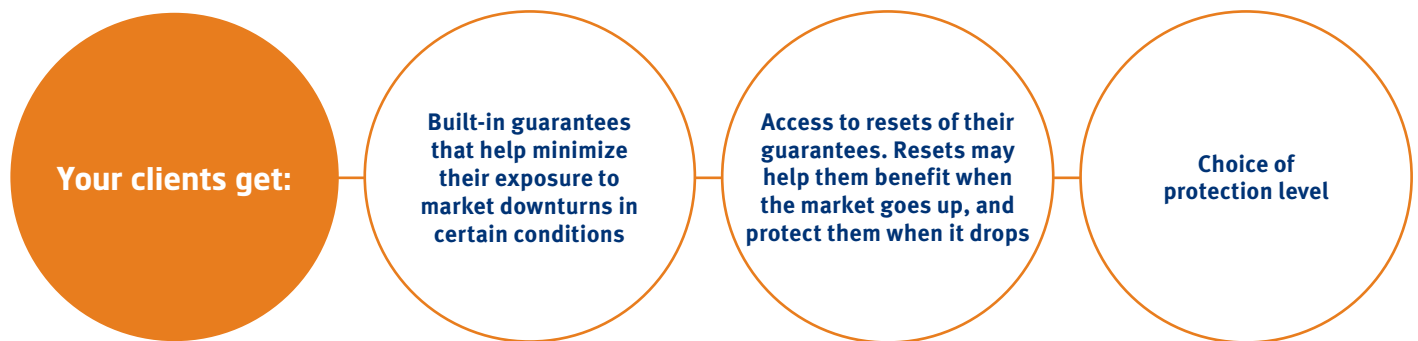 Your clients get:
Built-in guarantees
that help minimize
their exposure to
market downturns in
certain conditions
Access to resets of their
guarantees. Resets may
help them benefit when
the market goes up, and
protect them when it drops
Choice of
protection level